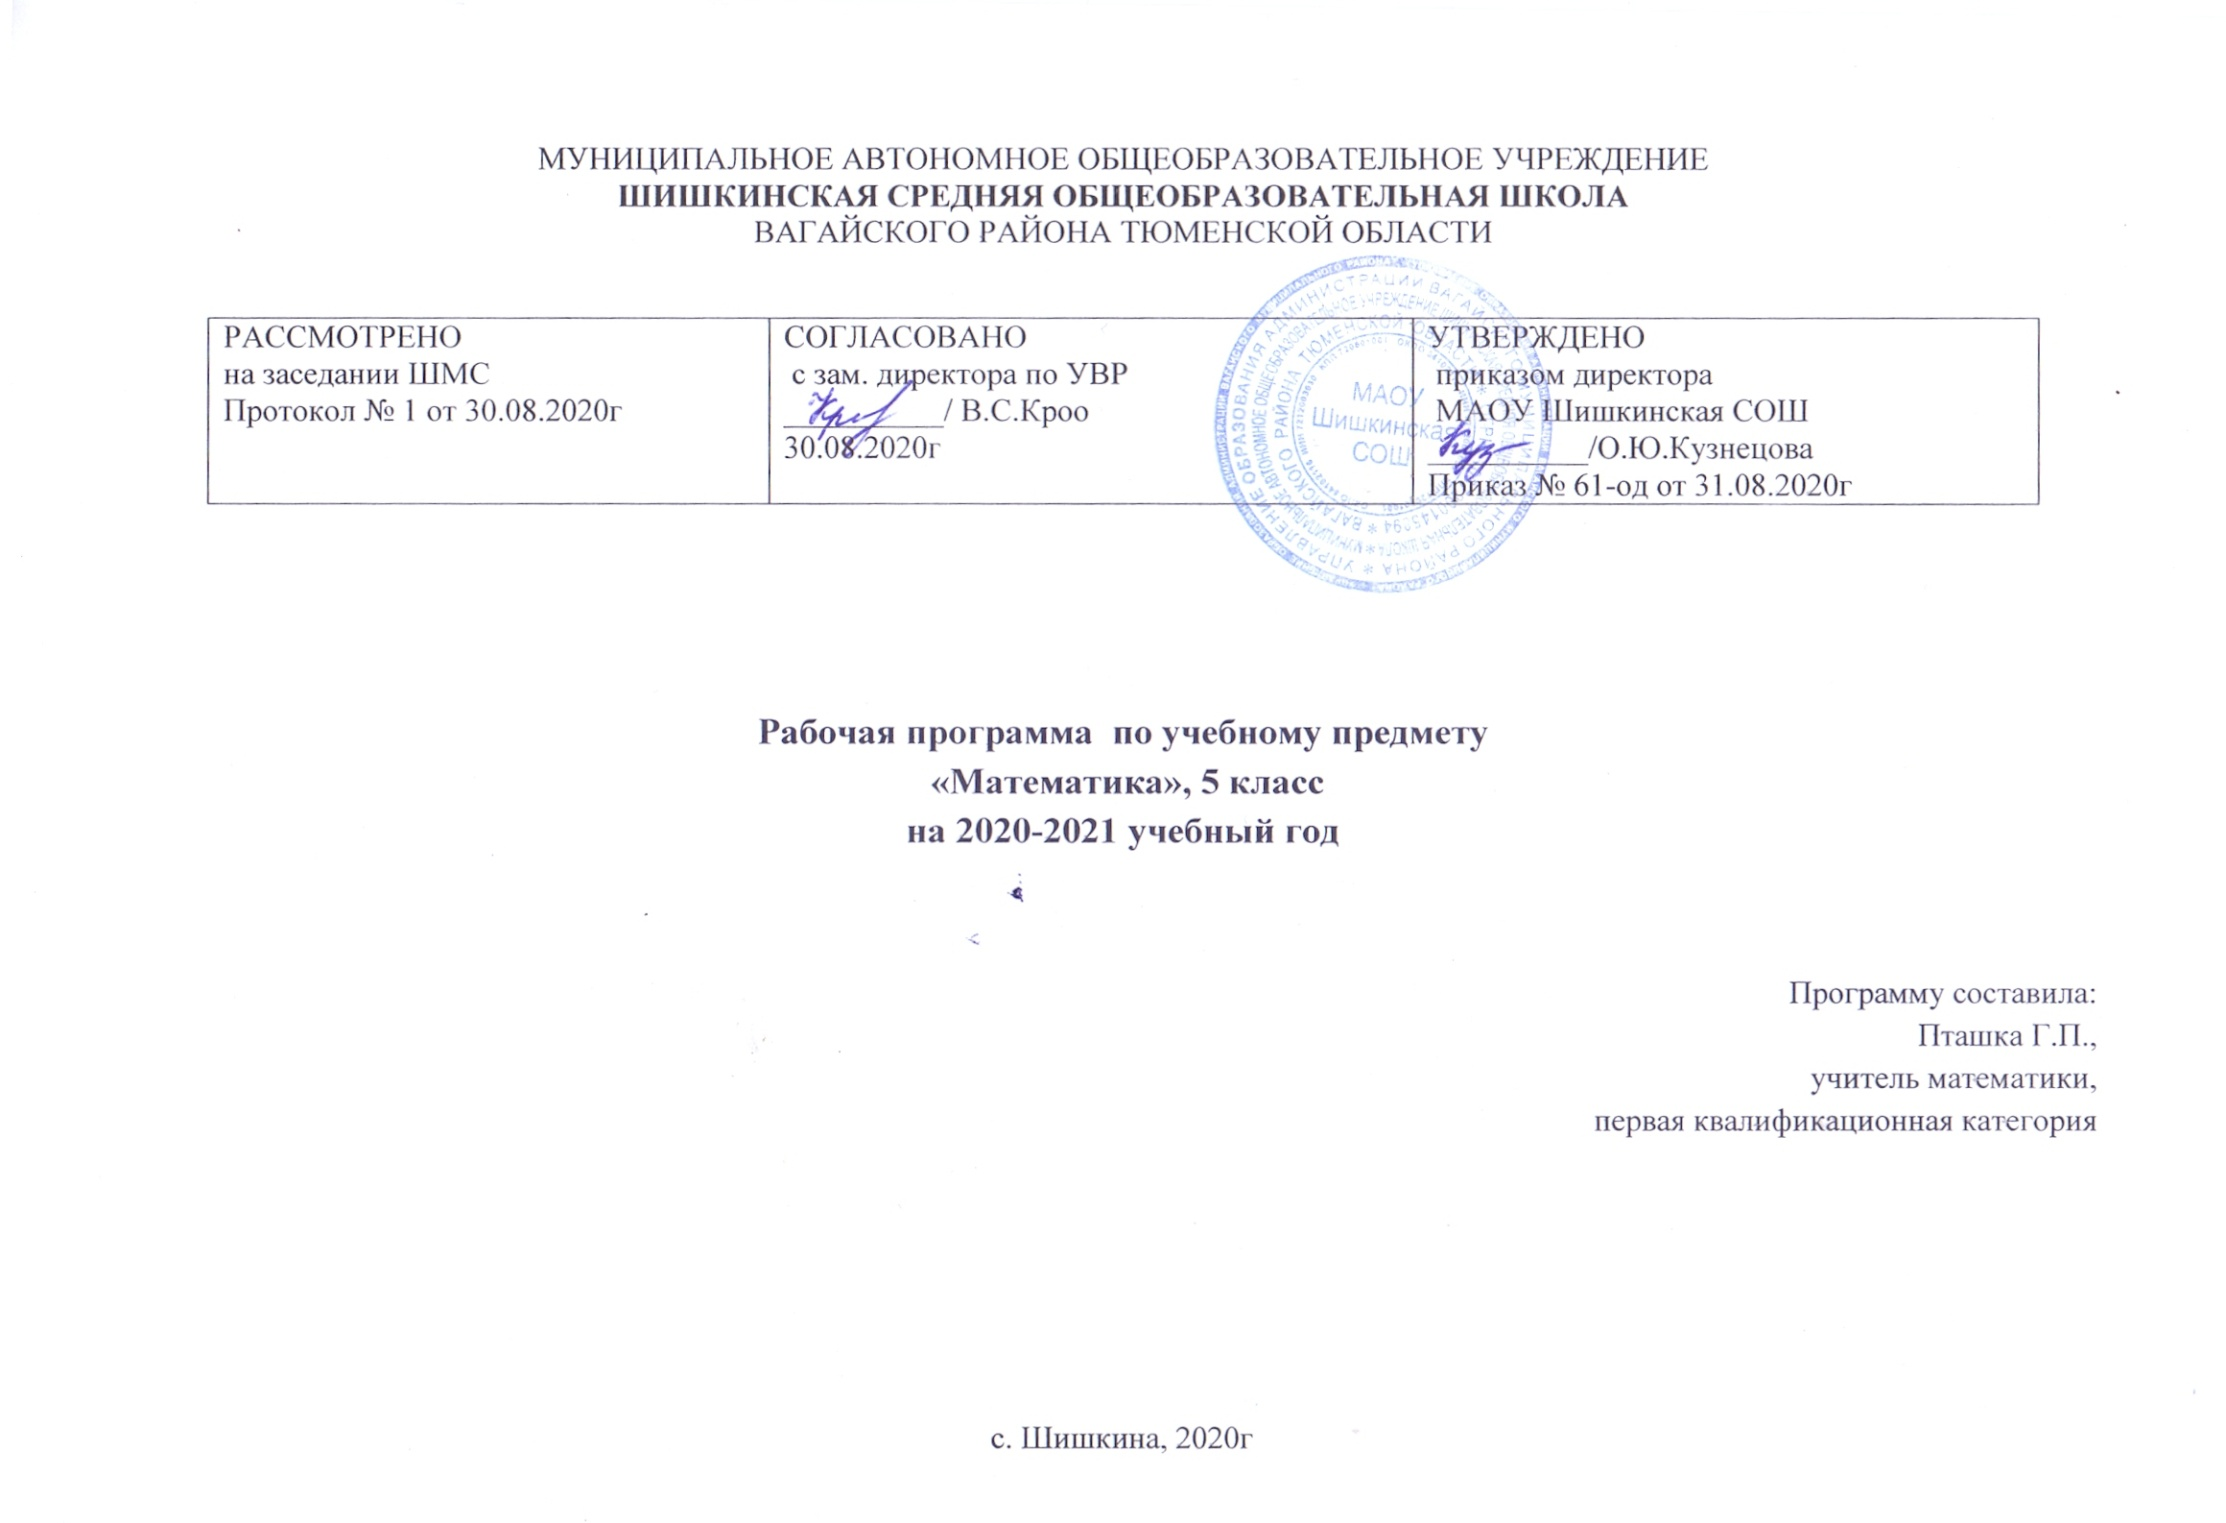 МУНИЦИПАЛЬНОЕ АВТОНОМНОЕ ОБЩЕОБРАЗОВАТЕЛЬНОЕ УЧРЕЖДЕНИЕ
ШИШКИНСКАЯ СРЕДНЯЯ ОБЩЕОБРАЗОВАТЕЛЬНАЯ ШКОЛА
ВАГАЙСКОГО РАЙОНА ТЮМЕНСКОЙ ОБЛАСТИ
РАССМОТРЕНО
на заседании ШМС
Протокол № 1 от 30.08.2020г
СОГЛАСОВАНО
с зам. директора по УВР
__________/ В.С.Кроо
30.08.2020г
МАОУ
Шишкинская
СОШ
УТВЕРЖДЕНО
приказом директора
МАОУ Шишкинская СОШ
__________/О.Ю.Кузнецова
Приказ № 61-од от 31.08.2020г
Рабочая программа по учебному предмету
«Математика», 5 класс
на 2020-2021 учебный год
Программу составила:
Пташка Г.П.,
учитель математики,
первая квалификационная категория
с. Шишкина, 2020г